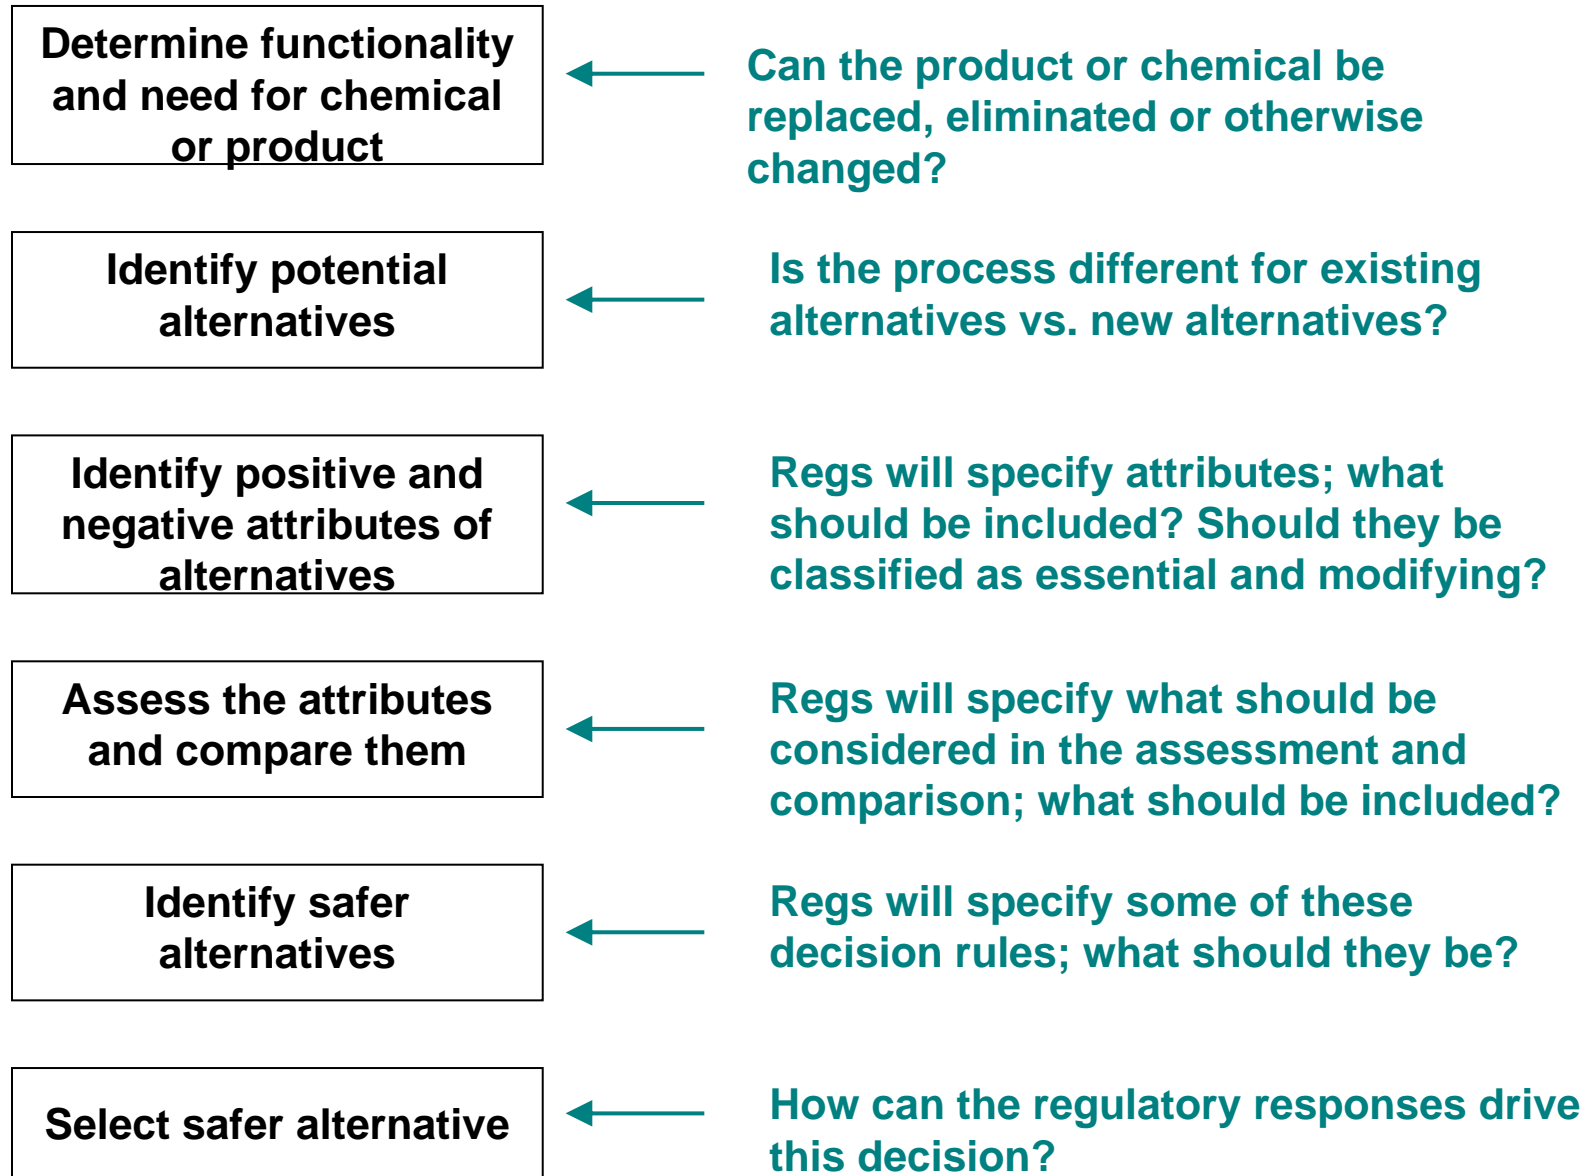 Determine functionality
and need for chemical
or product
Can the product or chemical be
replaced, eliminated or otherwise
changed?
Identify potential
alternatives
Is the process different for existing
alternatives vs. new alternatives?
Identify positive and
negative attributes of
alternatives
Regs will specify attributes; what
should be included? Should they be
classified as essential and modifying?
Assess the attributes
and compare them
Regs will specify what should be
considered in the assessment and
comparison; what should be included?
Identify safer
alternatives
Regs will specify some of these
decision rules; what should they be?
Select safer alternative
How can the regulatory responses drive
this decision?